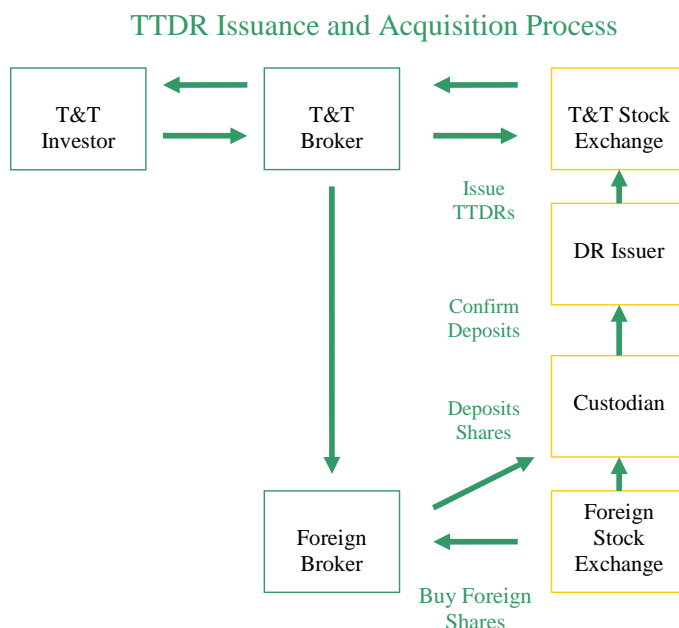 TTDR Issuance and Acquisition Process
T&T
Investor
T&T
Broker
T&T Stock
Exchange
Issue
TTDRs
DR Issuer
Confirm
Deposits
Deposits
Shares
Custodian
Foreign
Broker
Foreign
Stock
Exchange
Buy Foreign
Shares